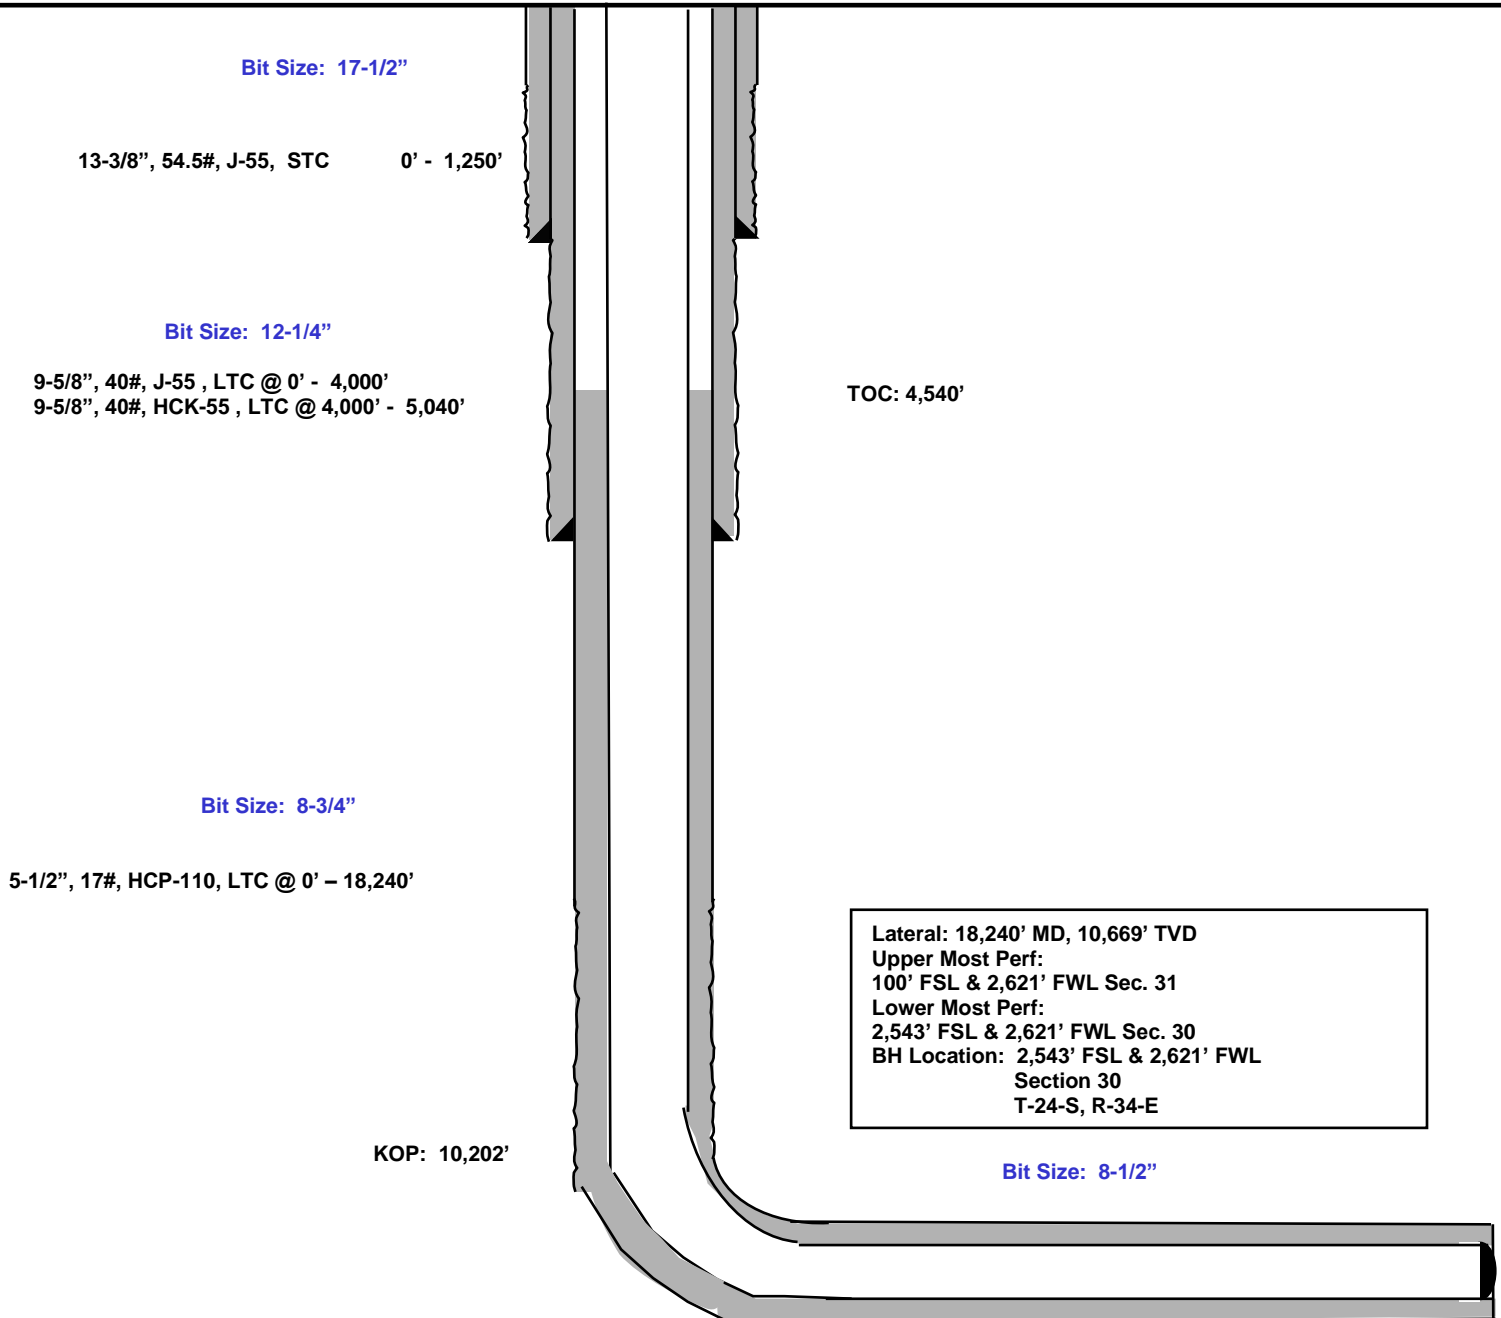 Bit Size: 17-1/2”
13-3/8”, 54.5#, J-55, STC 0’ - 1,250’
Bit Size: 12-1/4”
9-5/8”, 40#, J-55 , LTC @ 0’ - 4,000’
9-5/8”, 40#, HCK-55 , LTC @ 4,000’ - 5,040’
TOC: 4,540’
Bit Size: 8-3/4”
5-1/2”, 17#, HCP-110, LTC @ 0’ – 18,240’
Lateral: 18,240’ MD, 10,669’ TVD
Upper Most Perf:
100’ FSL & 2,621’ FWL Sec. 31
Lower Most Perf:
2,543’ FSL & 2,621’ FWL Sec. 30
BH Location: 2,543’ FSL & 2,621’ FWL
Section 30
T-24-S, R-34-E
KOP: 10,202’
Bit Size: 8-1/2”